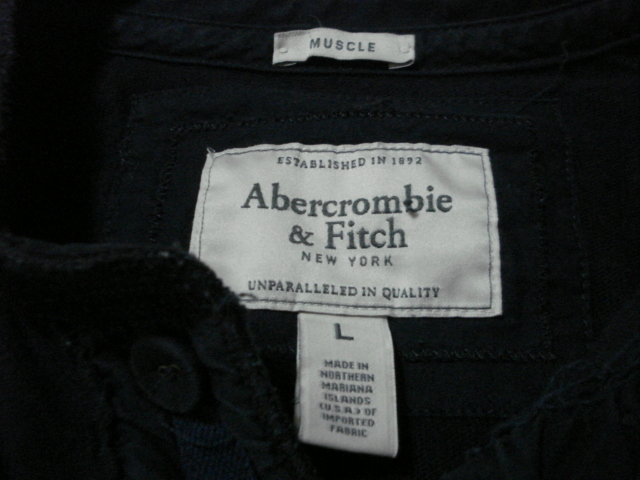 MUSCLE
ESTABLISHED IN 1892
Abercrombie
& Fitch
NEW YORK
UNPARALLELED IN QUALITY
L
MADE IN
NORTHERN
MARIANA
ISLANDS
(U.S.A.) OF
IMPORTED
FABRIC